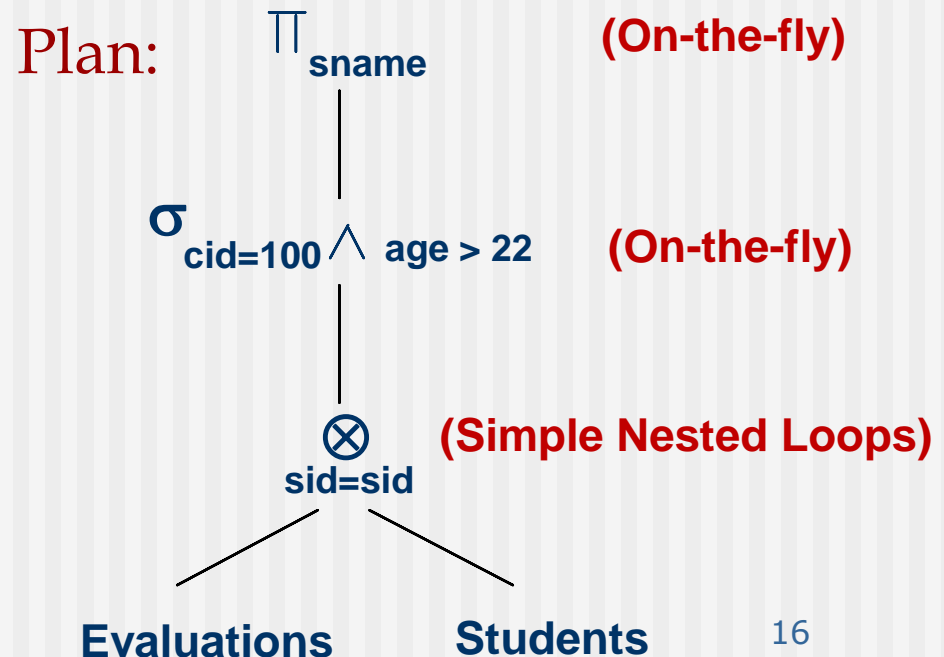 Plan:
∏ sname (On-the-fly)
σ cid=100 ∧ age > 22 (On-the-fly)
⊗ (Simple Nested Loops)
sid=sid
Evaluations Students 16